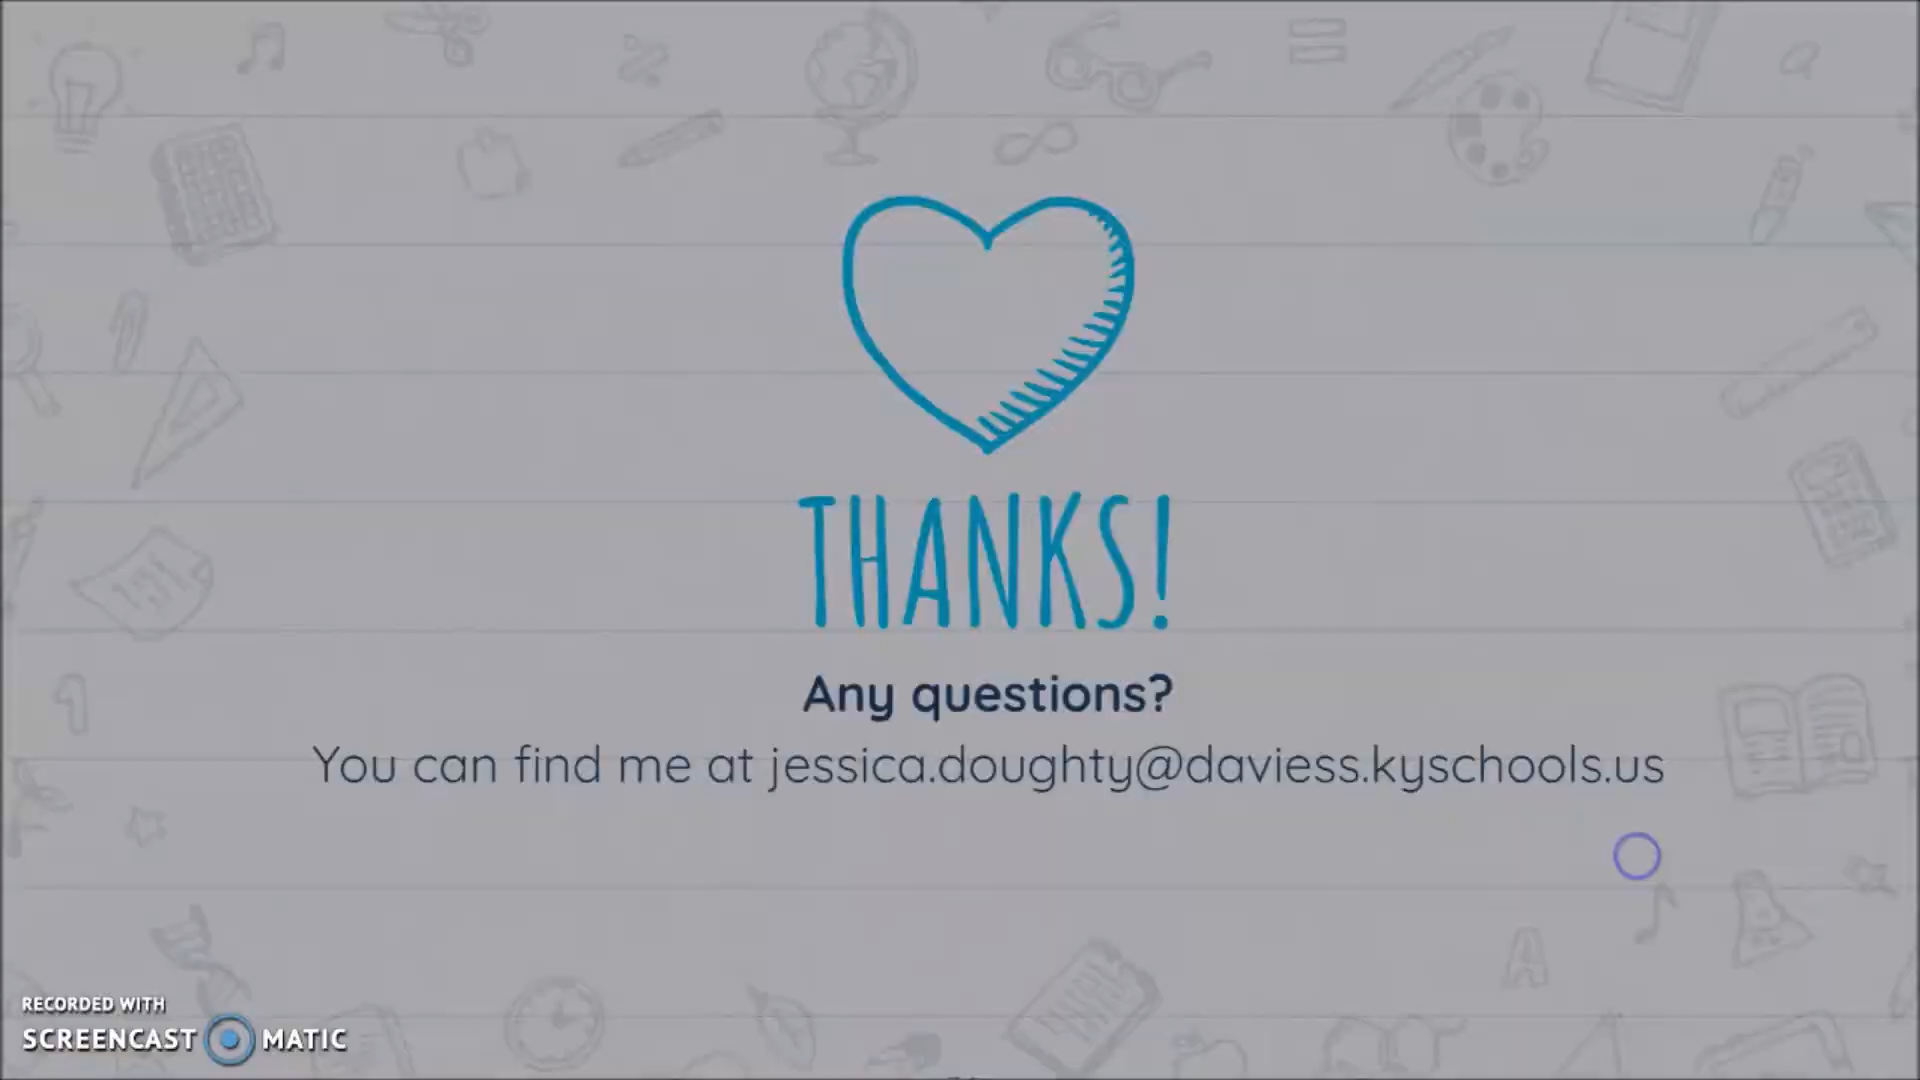 THANKS!
Any questions?
You can find me at jessica.doughty@daviess.kyschools.us
RECORDED WITH
SCREENCAST MATIC